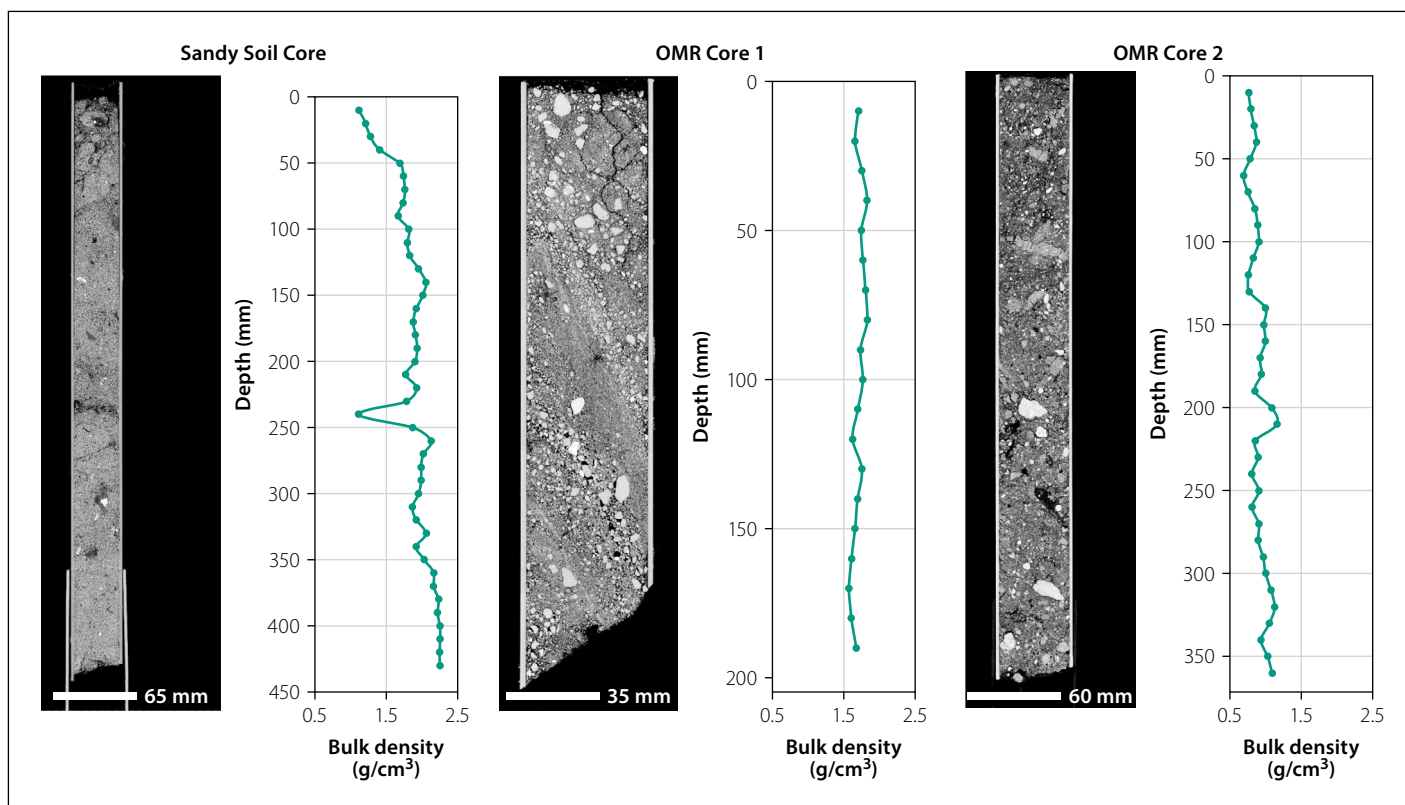 Sandy Soil Core
OMR Core 1
OMR Core 2
0
50
100
150
200
250
300
350
400
450
Depth (mm)
0.5
1.5
2.5
Bulk density
(g/cm³)
65 mm
0
50
100
150
200
Depth (mm)
0.5
1.5
2.5
Bulk density
(g/cm³)
35 mm
0
50
100
150
200
250
300
350
Depth (mm)
0.5
1.5
2.5
Bulk density
(g/cm³)
60 mm